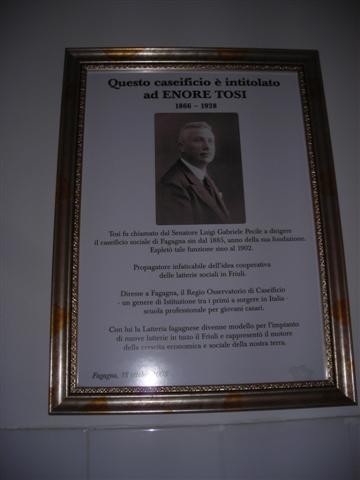 Questo caseificio è intitolato
ad ENORE TOSI
1866 – 1928
Tosi fu chiamato dal Senatore Luigi Gabriele Pecile a dirigere
il caseificio sociale di Fagagna sin dal 1885, anno della sua fondazione.
Espletò tale funzione sino al 1902.
Propagatore infaticabile dell'idea cooperativa
delle latterie sociali in Friuli.
Diresse a Fagagna, il Regio Osservatorio di Caseificio
- un genere di Istituzione tra i primi a sorgere in Italia -
scuola professionale per giovani casari.
Con lui la Latteria fagagnese divenne modello per l'impianto
di nuove latterie in tutto il Friuli e rappresentò il motore
della crescita economica e sociale della nostra terra.
Fagagna,